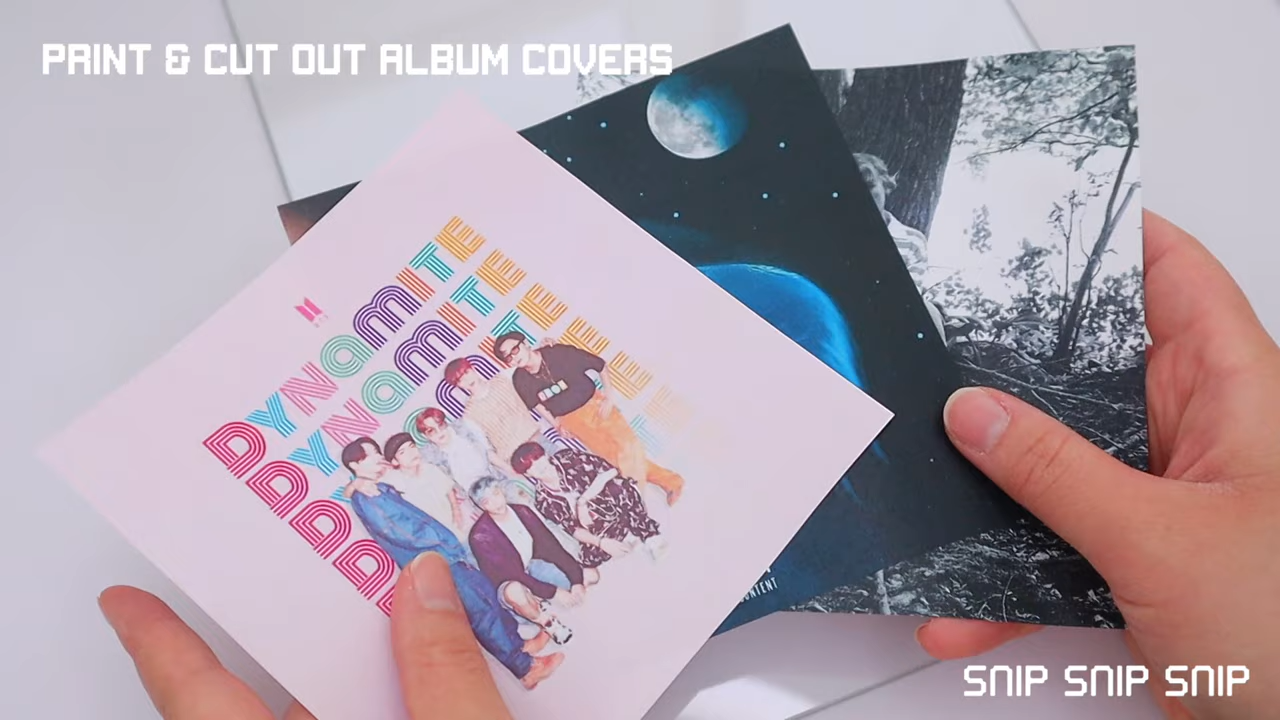 PRINT & CUT OUT ALBUM COVERS
DYNAMITE
DYNAMITE
SNIP SNIP SNIP